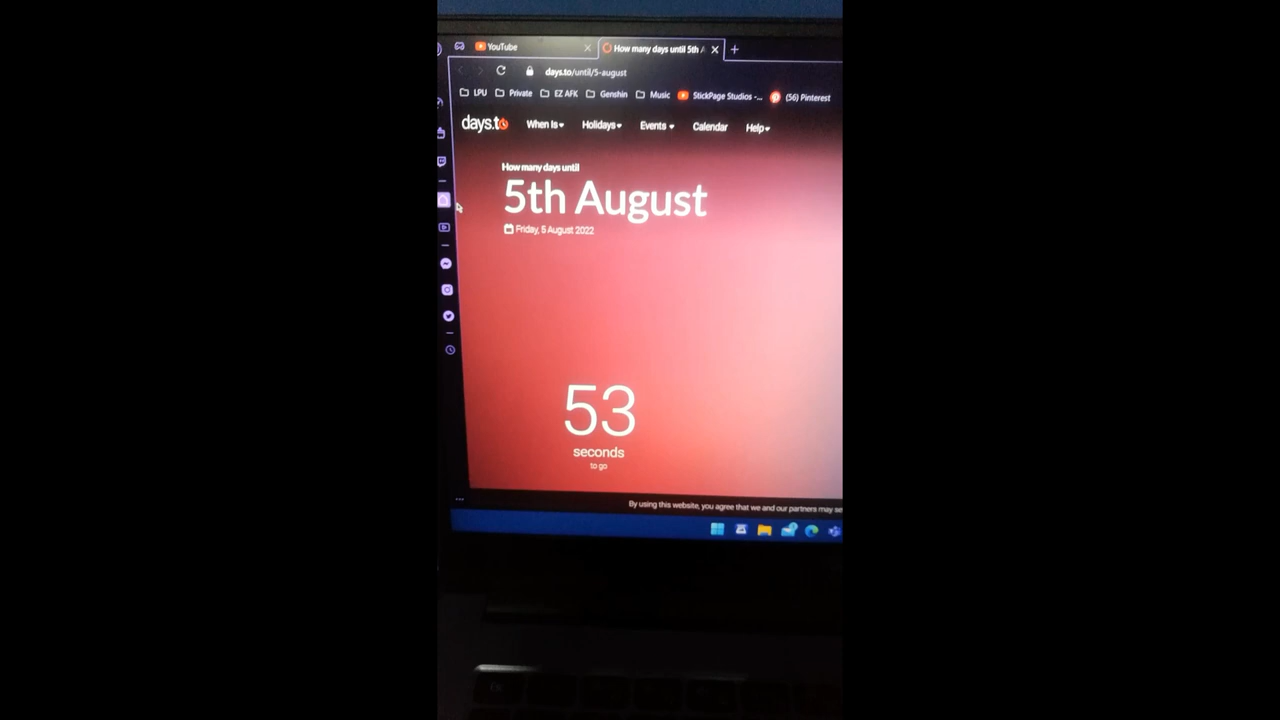 YouTube
How many days until 5th A
days.to/until/5-august
LPU Private EZ AFK Genshin Music StickPage Studios -... (56) Pinterest
days.to When Is Holidays Events Calendar Help
How many days until
5th August
Friday, 5 August 2022
53
seconds
to go
By using this website, you agree that we and our partners may se